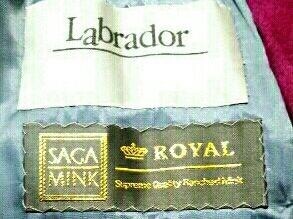 Labrador
SAGA
MINK
ROYAL
Supreme Quality Ranched Mink